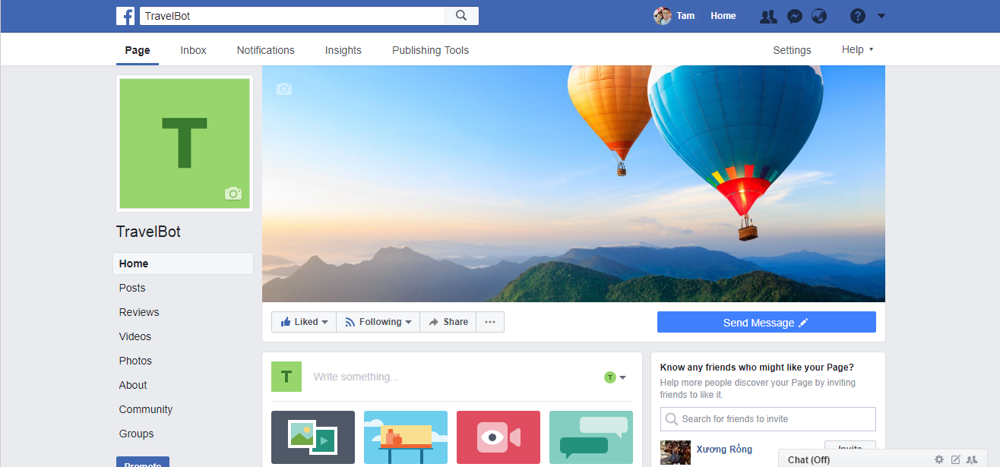 TravelBot
Tam
Home
Page
Inbox
Notifications
Insights
Publishing Tools
Settings
Help
T
TravelBot
Home
Posts
Reviews
Videos
Photos
About
Community
Groups
Promote
Liked
Following
Share
Send Message
T
Write something...
T
Know any friends who might like your Page?
Help more people discover your Page by inviting
friends to like it.
Search for friends to invite
Xương Rồng
Invite
Chat (Off)